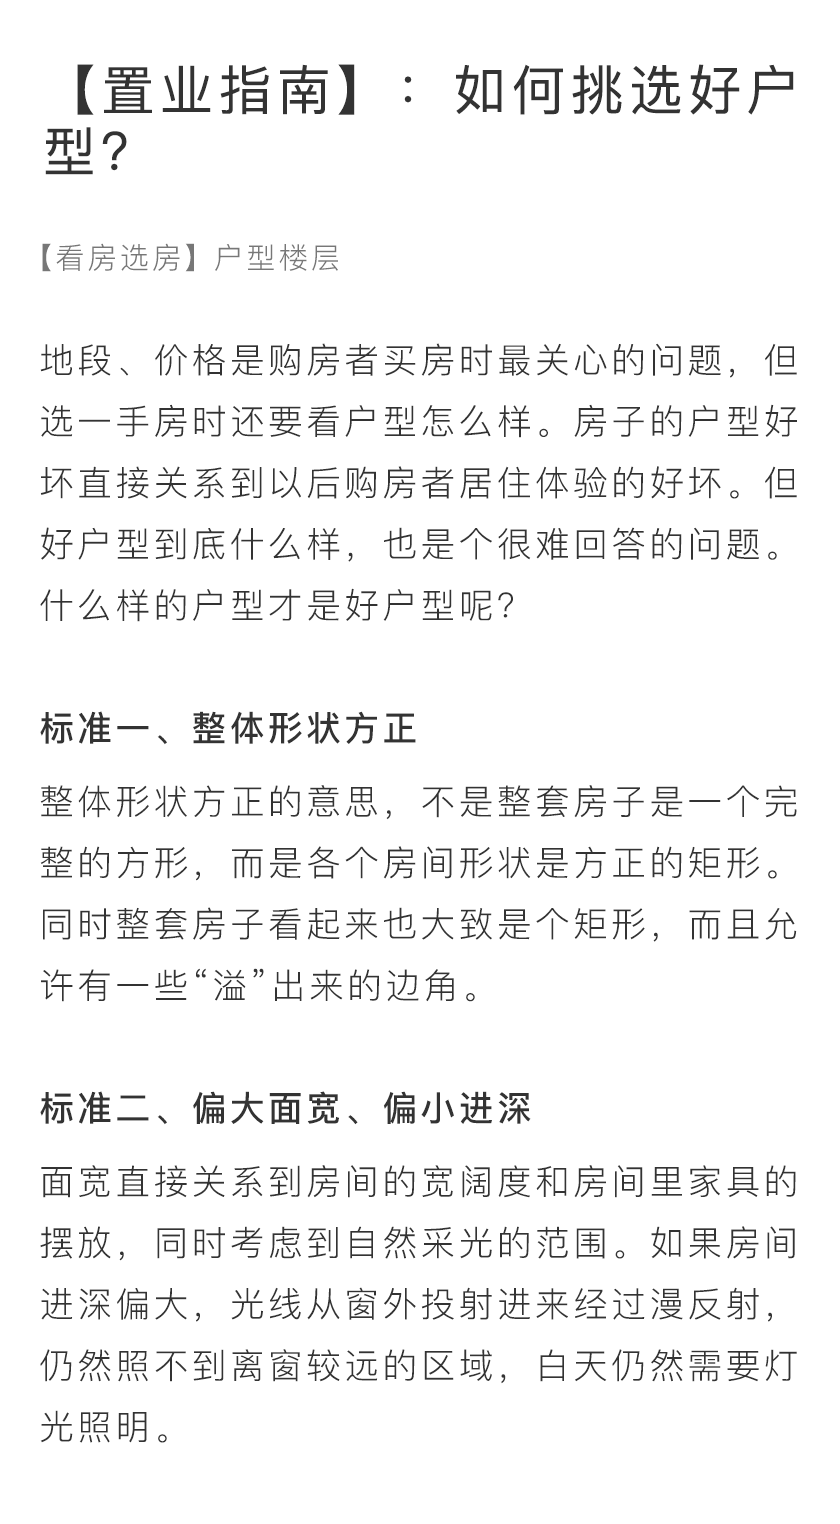 【置业指南】：如何挑选好户
型？
【看房选房】户型楼层
地段、价格是购房者买房时最关心的问题，但
选一手房时还要看户型怎么样。房子的户型好
坏直接关系到以后购房者居住体验的好坏。但
好户型到底什么样，也是个很难回答的问题。
什么样的户型才是好户型呢？
标准一、整体形状方正
整体形状方正的意思，不是整套房子是一个完
整的方形，而是各个房间形状是方正的矩形。
同时整套房子看起来也大致是个矩形，而且允
许有一些“溢”出来的边角。
标准二、偏大面宽、偏小进深
面宽直接关系到房间的宽阔度和房间里家具的
摆放，同时考虑到自然采光的范围。如果房间
进深偏大，光线从窗外投射进来经过漫反射，
仍然照不到离窗较远的区域，白天仍然需要灯
光照明。